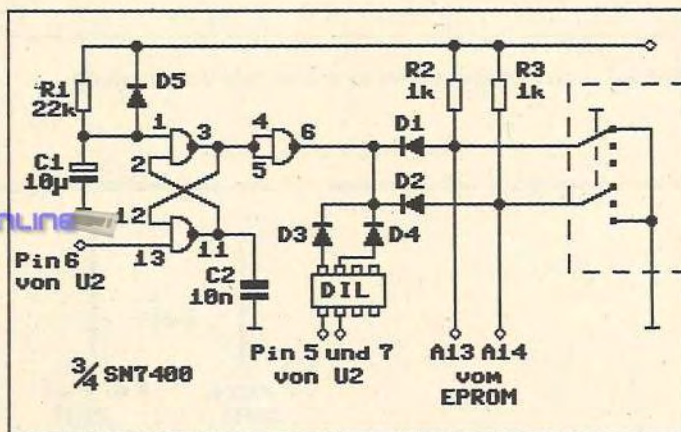 R1
22k
D5
C1
10µ
1
2
3
4
5
6
12
13
11
D1
D2
R2
1k
R3
1k
D3
D4
DIL
C2
10n
NLINE
Pin 6
von U2
Pin 5 und 7
von U2
A13 A14
vom
EPROM
3/4 SN7400